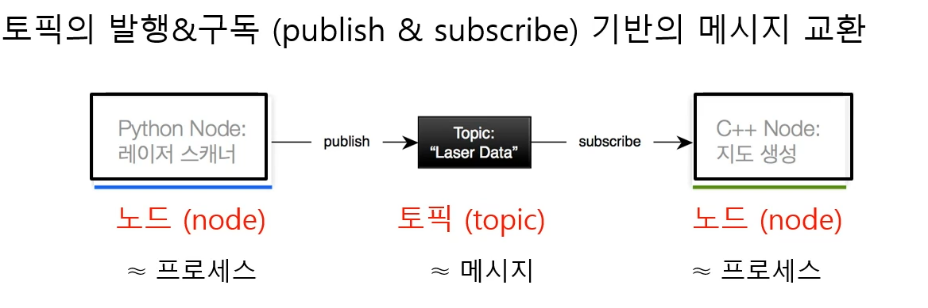 토픽의 발행&구독 (publish & subscribe) 기반의 메시지 교환
Python Node:
레이저 스캐너
publish
Topic:
“Laser Data”
subscribe
C++ Node:
지도 생성
노드 (node)
토픽 (topic)
노드 (node)
≈ 프로세스
≈ 메시지
≈ 프로세스